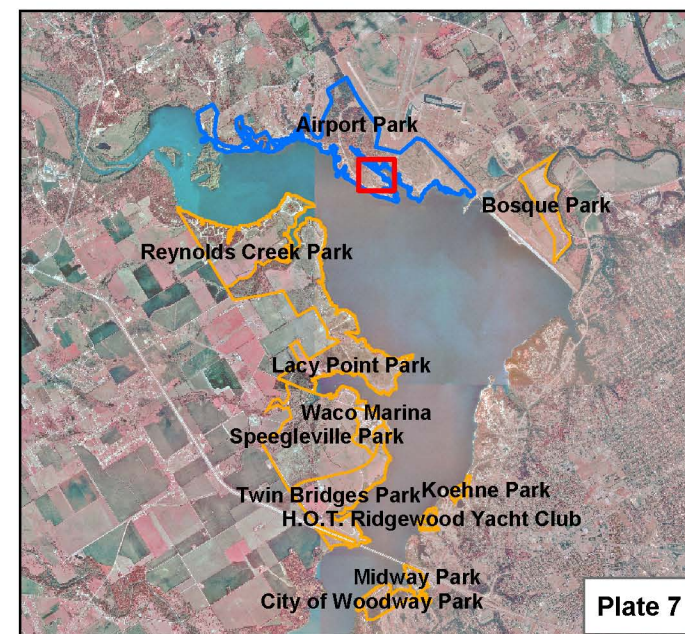 Airport Park
Bosque Park
Reynolds Creek Park
Lacy Point Park
Waco Marina
Speegleville Park
Twin Bridges Park
Koehne Park
H.O.T. Ridgewood Yacht Club
Midway Park
City of Woodway Park
Plate 7